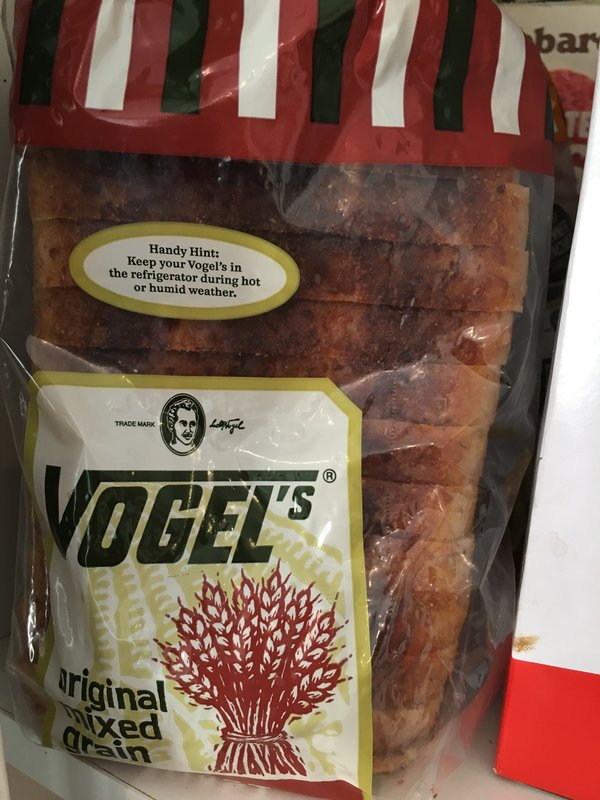 Handy Hint:
Keep your Vogel's in
the refrigerator during hot
or humid weather.
TRADE MARK
VOGEL'S®
original
mixed
grain